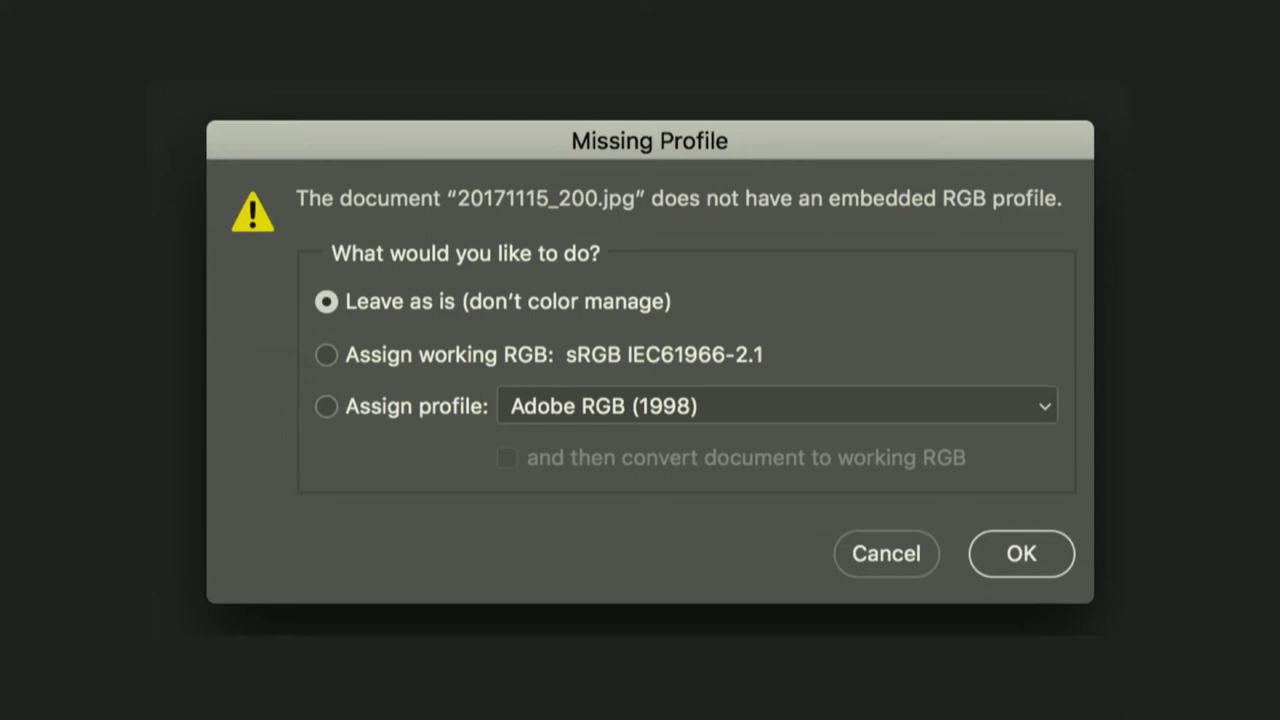 Missing Profile
The document “20171115_200.jpg” does not have an embedded RGB profile.
What would you like to do?
Leave as is (don’t color manage)
Assign working RGB:  sRGB IEC61966-2.1
Assign profile: Adobe RGB (1998)
and then convert document to working RGB
Cancel OK